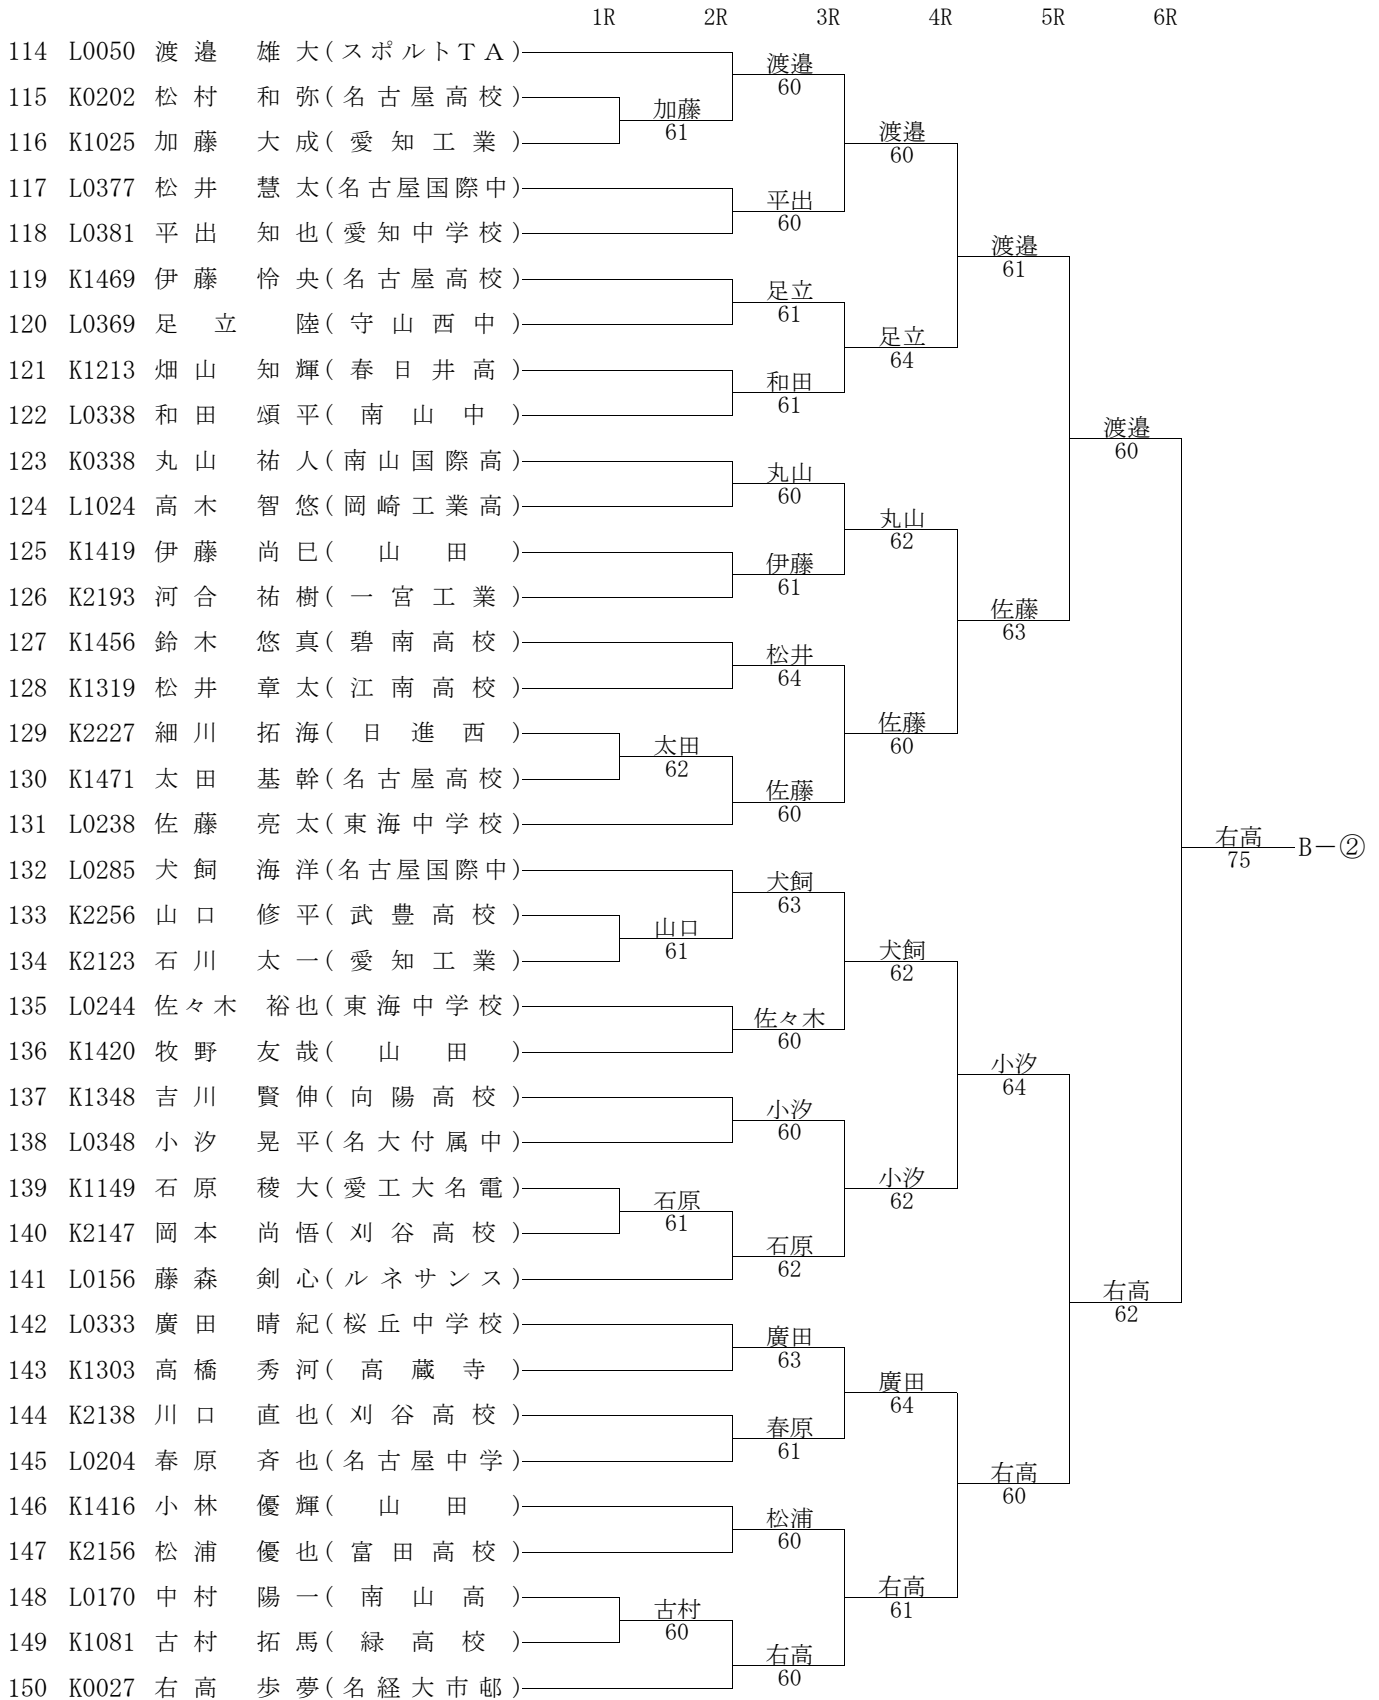 1R 2R 3R 4R 5R 6R
114 L0050 渡邉 雄大(スポルトTA)
渡邉
60
115 K0202 松村 和弥(名古屋高校)
加藤
61
116 K1025 加藤 大成(愛知工業)
渡邉
60
117 L0377 松井 慧太(名古屋国際中)
平出
60
118 L0381 平出 知也(愛知中学校)
渡邉
61
119 K1469 伊藤 怜央(名古屋高校)
足立
61
120 L0369 足立 陸(守山西中)
足立
64
121 K1213 畑山 知輝(春日井高)
和田
61
122 L0338 和田 頌平(南山中)
渡邉
60
123 K0338 丸山 祐人(南山国際高)
丸山
60
124 L1024 高木 智悠(岡崎工業高)
丸山
62
125 K1419 伊藤 尚巳(山田)
伊藤
61
126 K2193 河合 祐樹(一宮工業)
佐藤
63
127 K1456 鈴木 悠真(碧南高校)
松井
64
128 K1319 松井 章太(江南高校)
佐藤
60
129 K2227 細川 拓海(日進西)
太田
62
130 K1471 太田 基幹(名古屋高校)
佐藤
60
131 L0238 佐藤 亮太(東海中学校)
右高
75
B－②
132 L0285 犬飼 海洋(名古屋国際中)
犬飼
63
133 K2256 山口 修平(武豊高校)
山口
61
134 K2123 石川 太一(愛知工業)
犬飼
62
135 L0244 佐々木 裕也(東海中学校)
佐々木
60
136 K1420 牧野 友哉(山田)
小汐
64
137 K1348 吉川 賢伸(向陽高校)
小汐
60
138 L0348 小汐 晃平(名大付属中)
小汐
62
139 K1149 石原 稜大(愛工大名電)
石原
61
140 K2147 岡本 尚悟(刈谷高校)
石原
62
141 L0156 藤森 剣心(ルネサンス)
右高
62
142 L0333 廣田 晴紀(桜丘中学校)
廣田
63
143 K1303 高橋 秀河(高蔵寺)
廣田
64
144 K2138 川口 直也(刈谷高校)
春原
61
145 L0204 春原 斉也(名古屋中学)
右高
60
146 K1416 小林 優輝(山田)
松浦
60
147 K2156 松浦 優也(富田高校)
右高
61
148 L0170 中村 陽一(南山高)
古村
60
149 K1081 古村 拓馬(緑高校)
右高
60
150 K0027 右高 歩夢(名経大市邨)